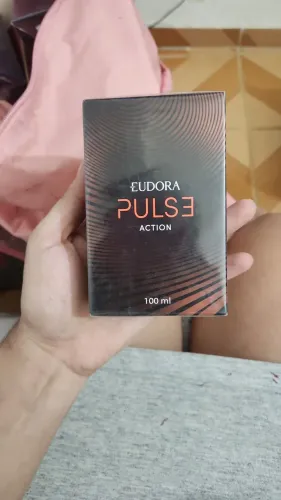 EUDORA
PULSE
ACTION
100 ml